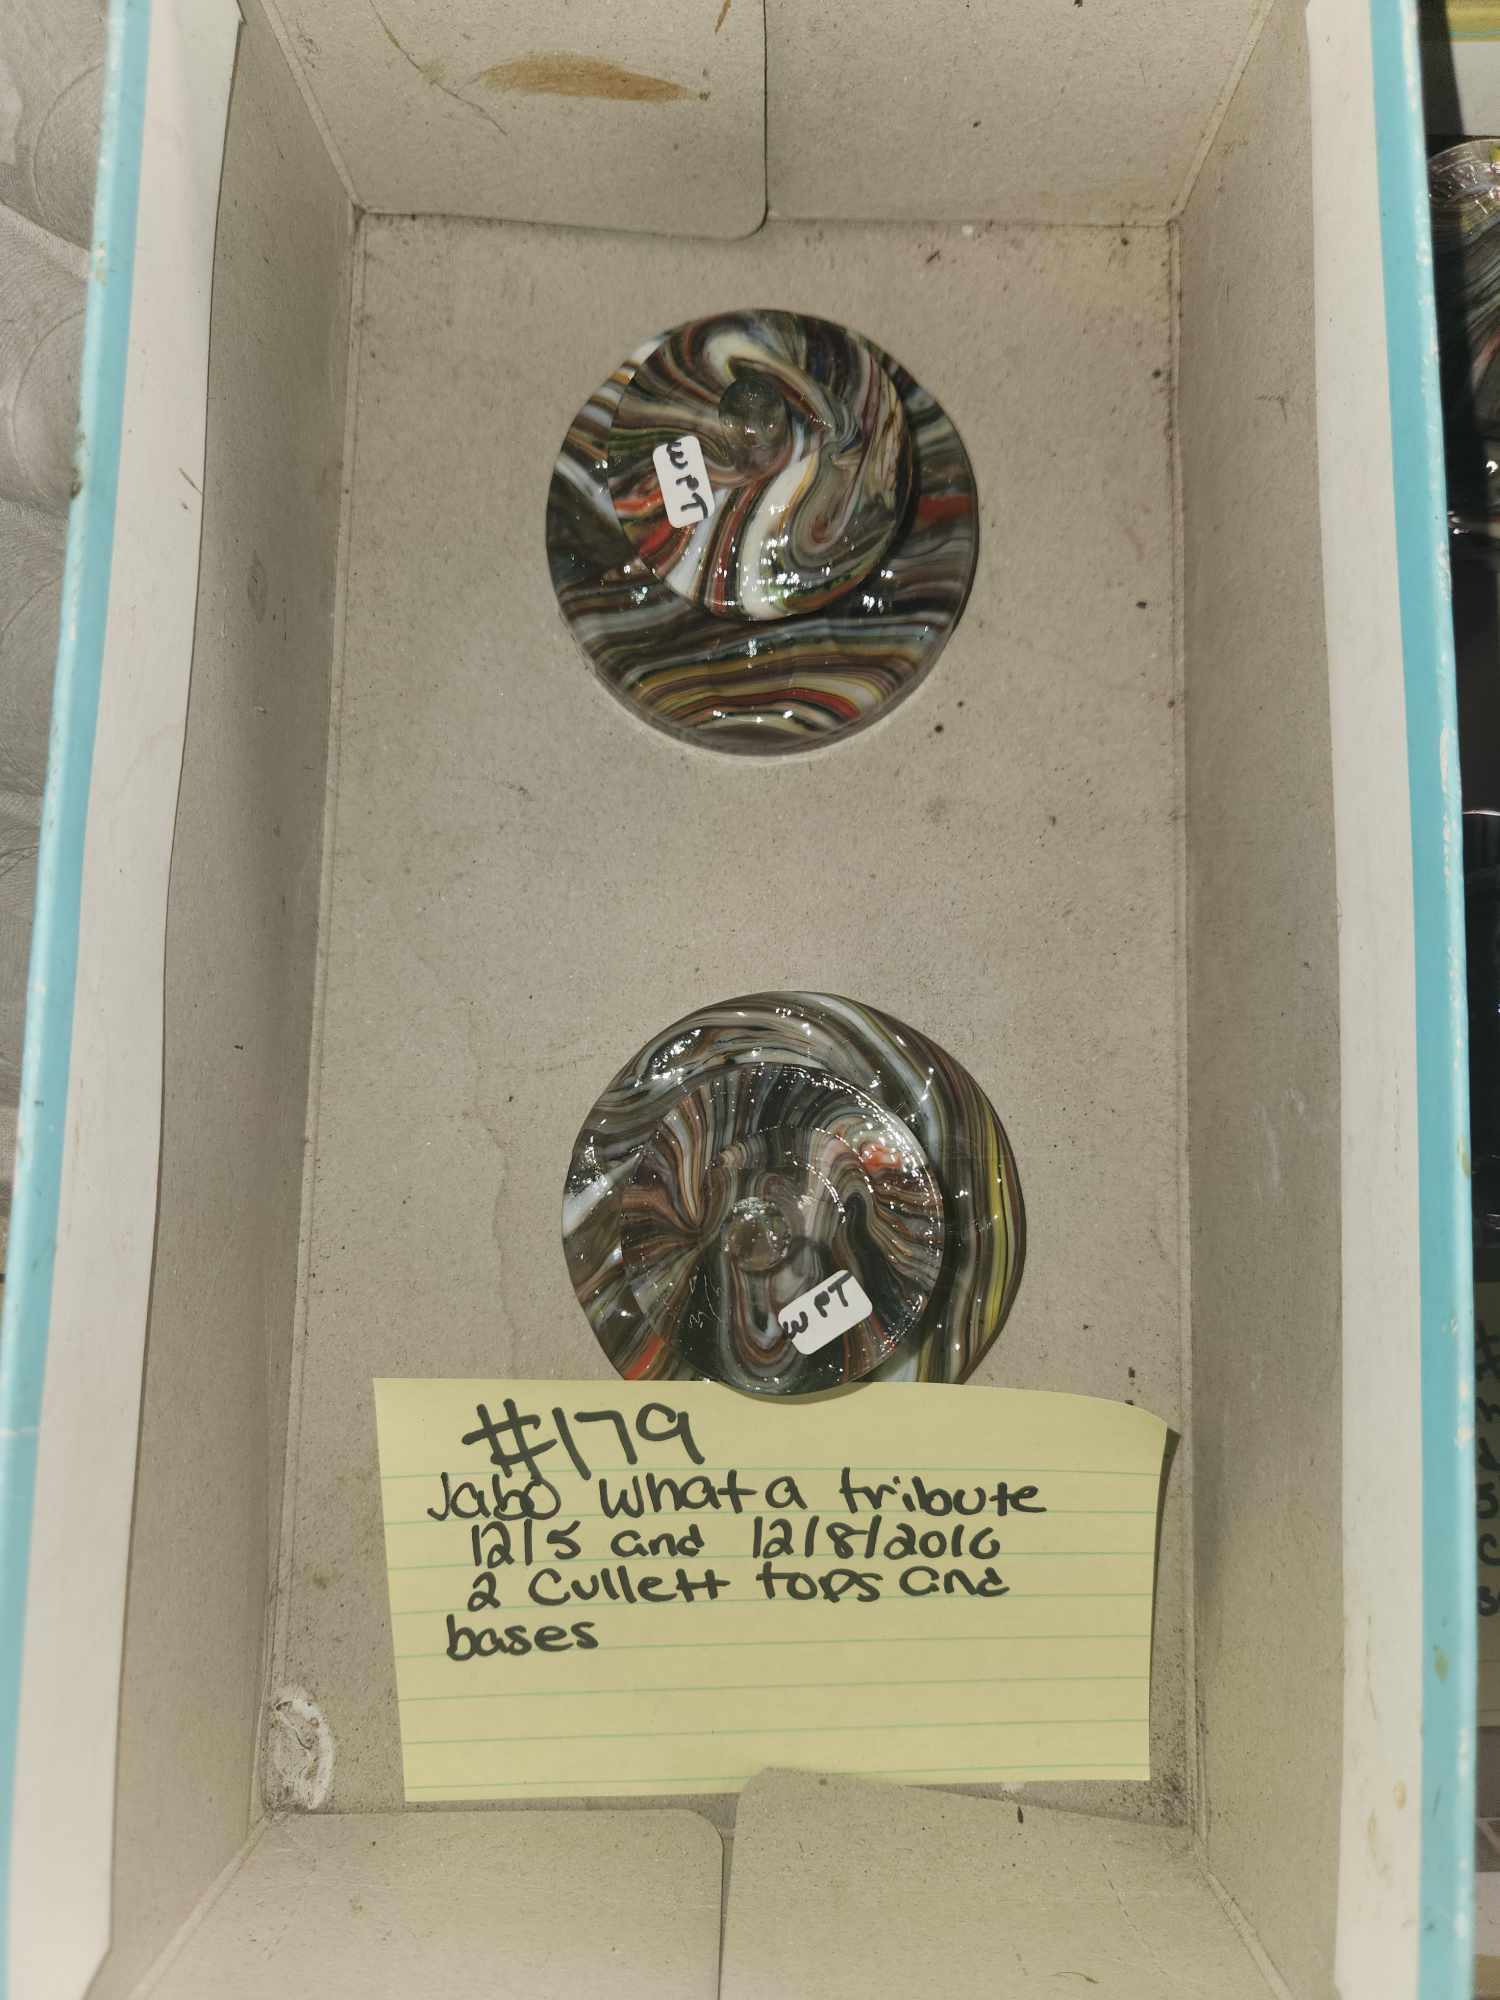 WPT
WPT
#179
Jabo What a tribute
12/5 and 12/8/2016
2 Cullett tops and
bases